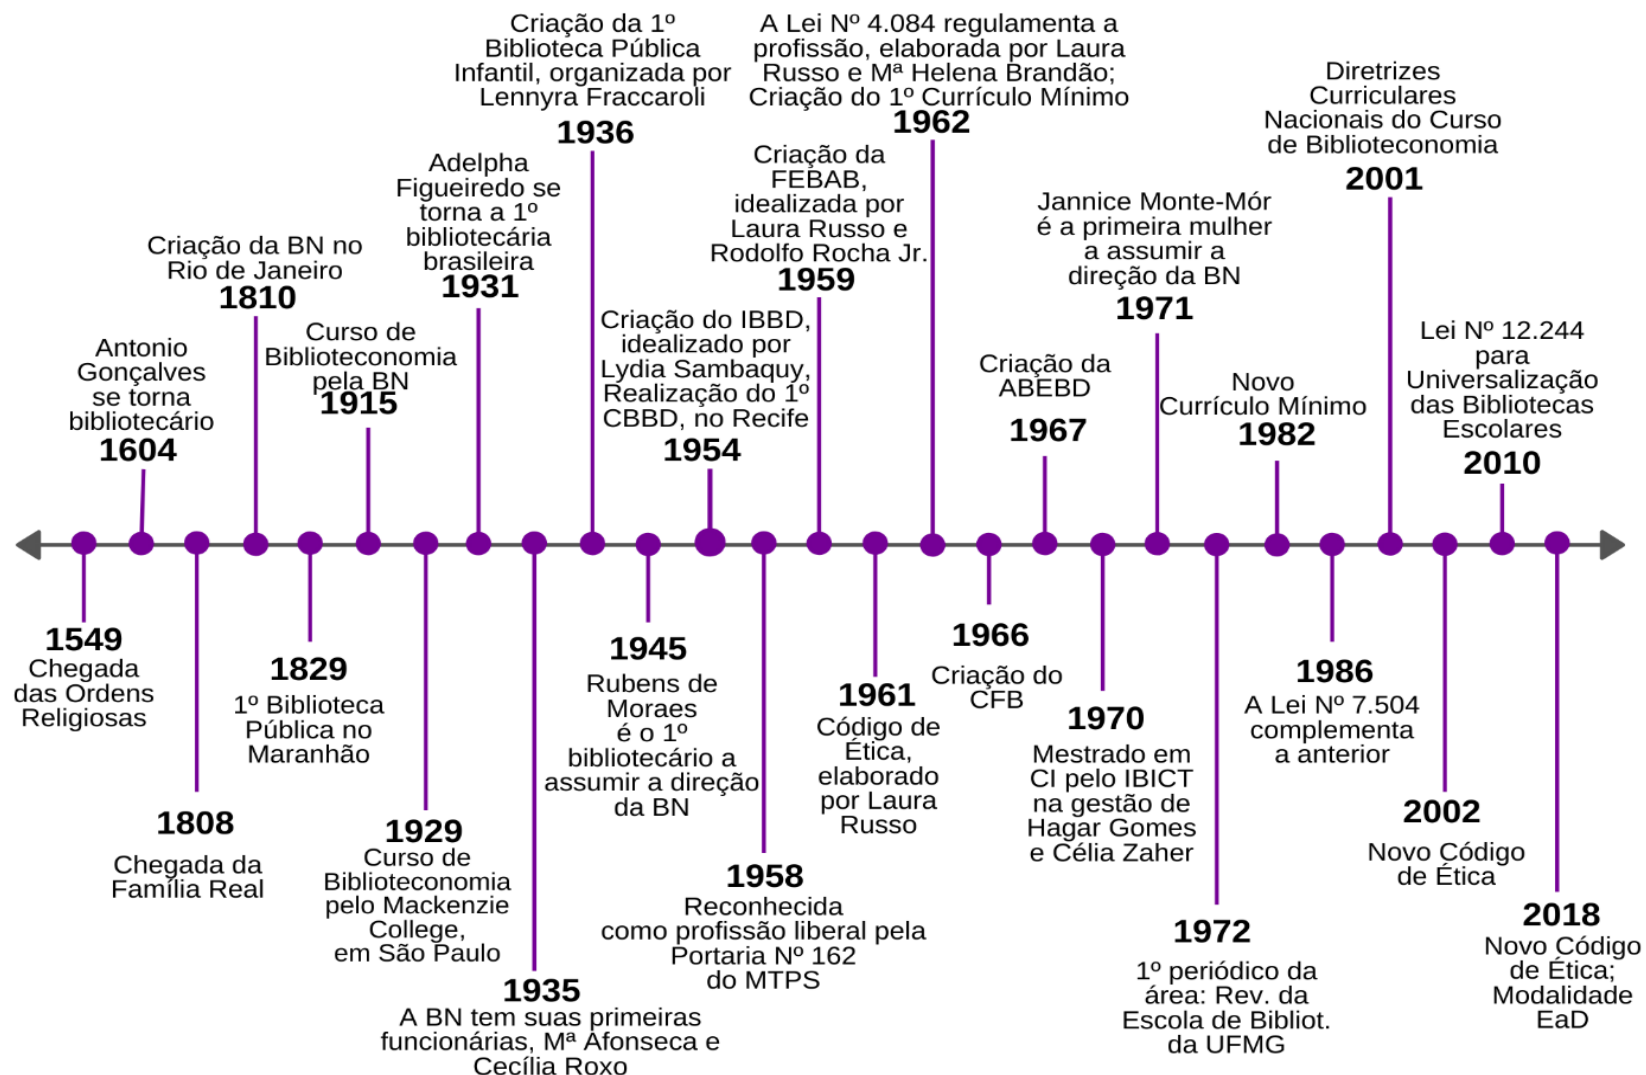 1549
Chegada
das Ordens
Religiosas
Antonio
Gonçalves
se torna
bibliotecário
1604
1808
Chegada da
Família Real
Criação da BN no
Rio de Janeiro
1810
1829
1º Biblioteca
Pública no
Maranhão
Curso de
Biblioteconomia
pela BN
1915
1929
Curso de
Biblioteconomia
pelo Mackenzie
College,
em São Paulo
Adelpha
Figueiredo se
torna a 1º
bibliotecária
brasileira
1931
1935
A BN tem suas primeiras
funcionárias, Mª Afonseca e
Cecília Roxo
Criação da 1º
Biblioteca Pública
Infantil, organizada por
Lennyra Fraccaroli
1936
1945
Rubens de
Moraes
é o 1º
bibliotecário a
assumir a direção
da BN
Criação do IBBD,
idealizado por
Lydia Sambaquy,
Realização do 1º
CBBD, no Recife
1954
1958
Reconhecida
como profissão liberal pela
Portaria Nº 162
do MTPS
Criação da
FEBAB,
idealizada por
Laura Russo e
Rodolfo Rocha Jr.
1959
1961
Código de
Ética,
elaborado
por Laura
Russo
A Lei Nº 4.084 regulamenta a
profissão, elaborada por Laura
Russo e Mª Helena Brandão;
Criação do 1º Currículo Mínimo
1962
1966
Criação do
CFB
Criação da
ABEBD
1967
1970
Mestrado em
CI pelo IBICT
na gestão de
Hagar Gomes
e Célia Zaher
Jannice Monte-Mór
é a primeira mulher
a assumir a
direção da BN
1971
1972
1º periódico da
área: Rev. da
Escola de Bibliot.
da UFMG
Novo
Currículo Mínimo
1982
1986
A Lei Nº 7.504
complementa
a anterior
Diretrizes
Curriculares
Nacionais do Curso
de Biblioteconomia
2001
2002
Novo Código
de Ética
Lei Nº 12.244
para
Universalização
das Bibliotecas
Escolares
2010
2018
Novo Código
de Ética;
Modalidade
EaD